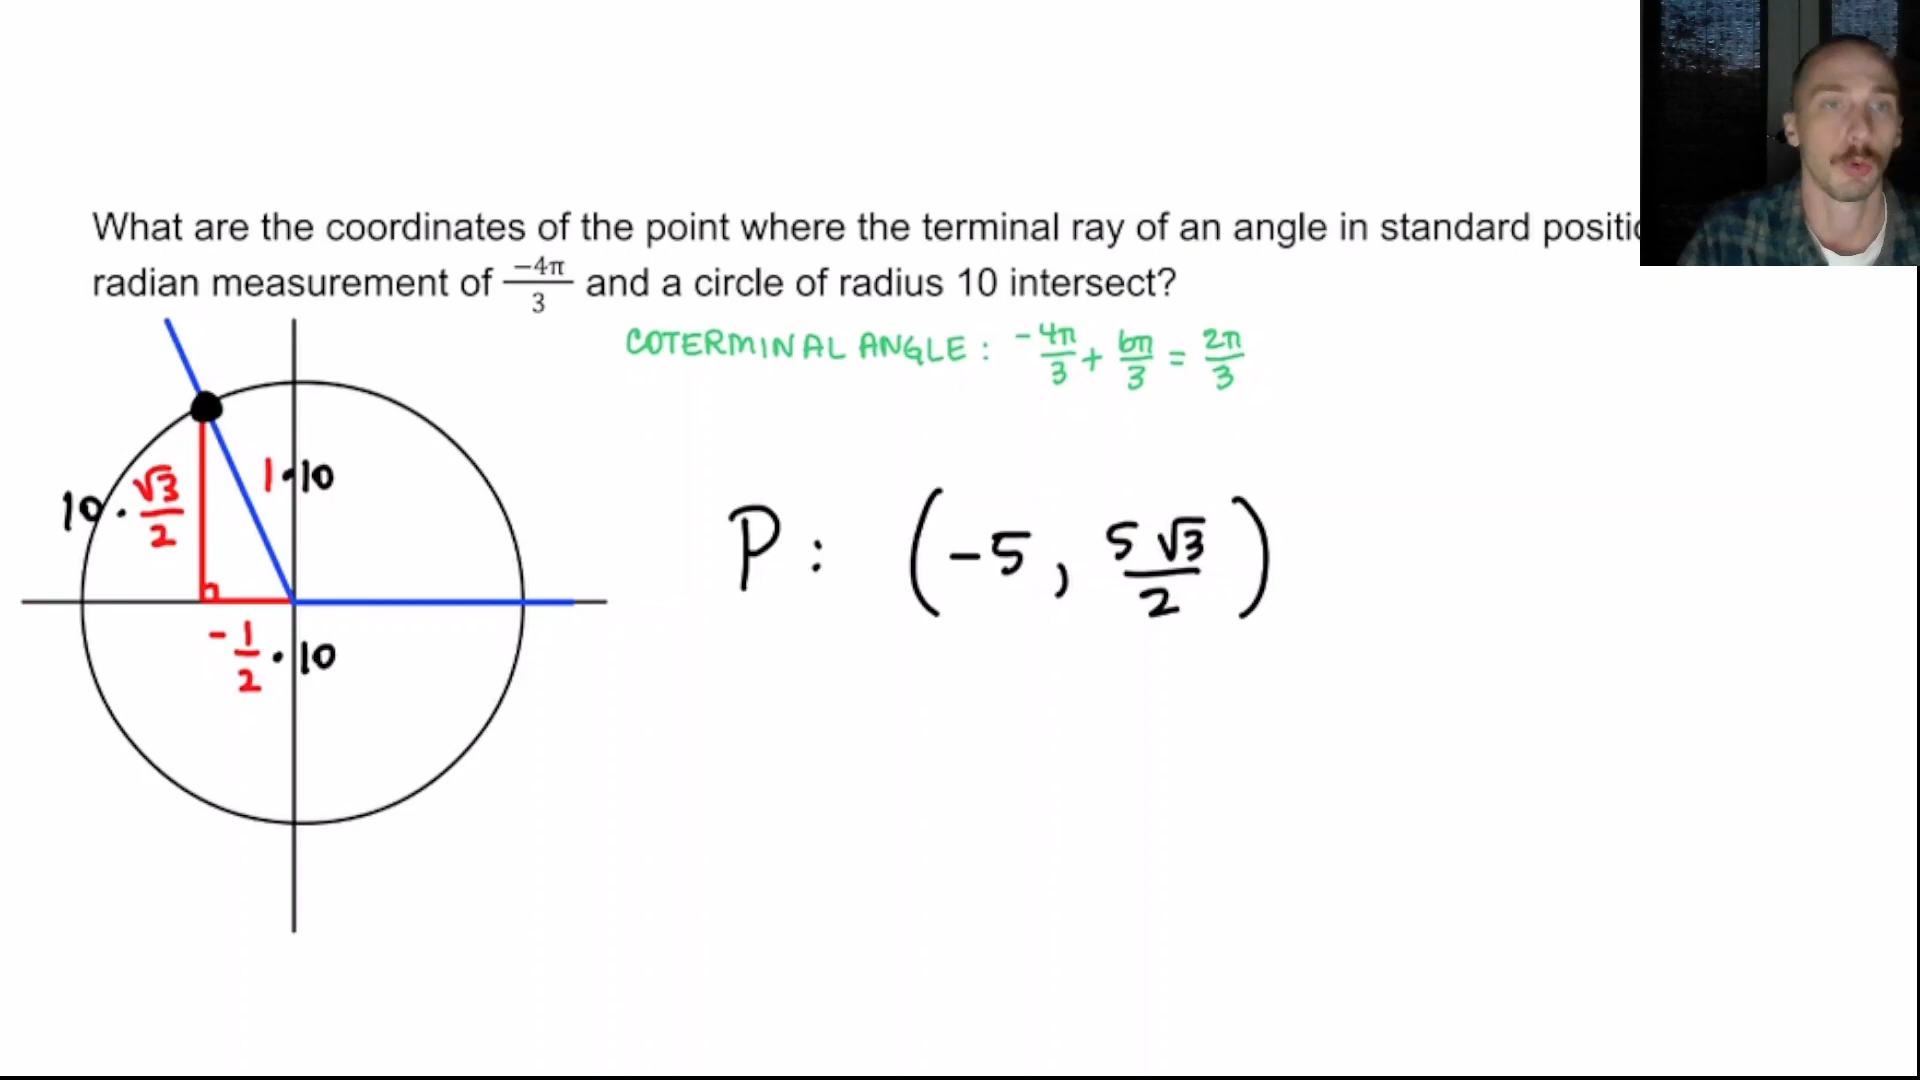 What are the coordinates of the point where the terminal ray of an angle in standard
radian measurement of −4π/3 and a circle of radius 10 intersect?
COTERMINAL ANGLE: -4π/3 + 6π/3 = 2π/3
1·10
10·√3/2
P: (-5, 5√3/2)
-1/2·10